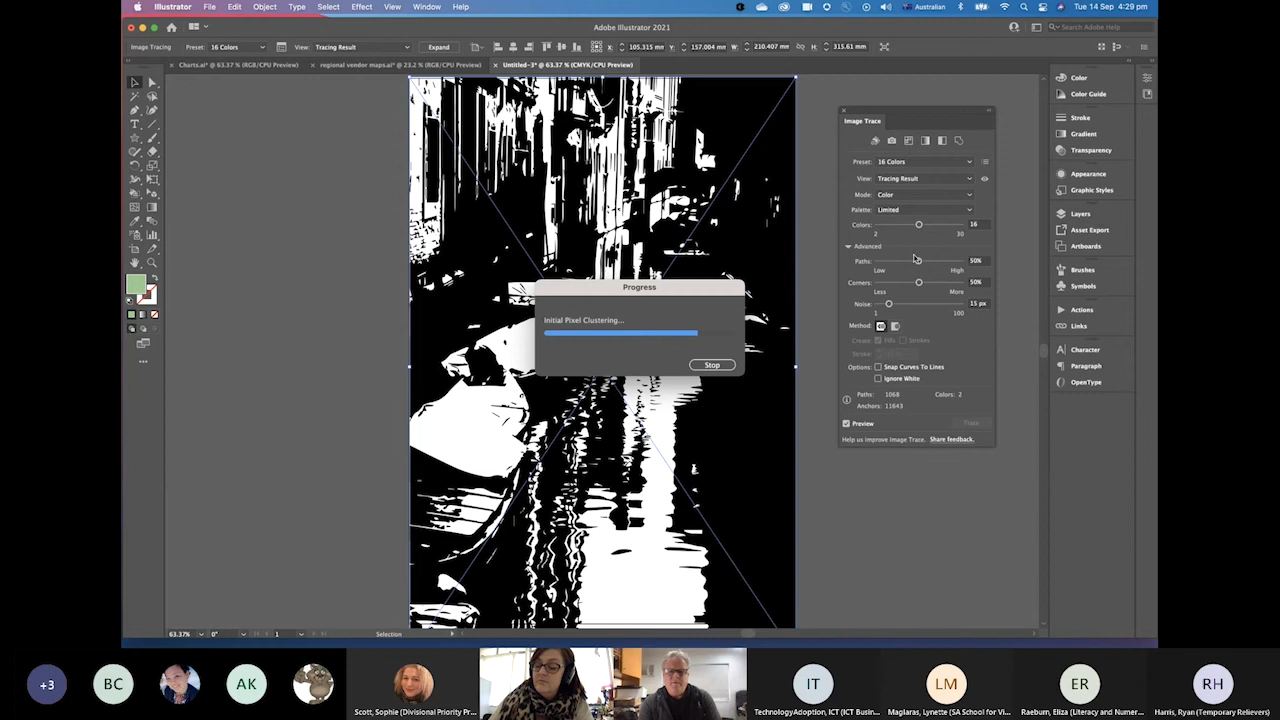 Illustrator File Edit Object Type Select Effect View Window Help Australian Tue 14 Sep 4:29 pm
Adobe Illustrator 2021 Search Adobe Help
Image Tracing Preset: 16 Colors View: Tracing Result Expand X: 105.315 mm Y: 157.004 mm W: 210.407 mm H: 315.61 mm
× Charts.ai* @ 63.37 % (RGB/CPU Preview) × regional vendor maps.ai* @ 23.2 % (RGB/CPU Preview) × Untitled-3* @ 63.37 % (CMYK/CPU Preview)
Image Trace
Preset: 16 Colors
View: Tracing Result
Mode: Color
Palette: Limited
Colors: 16
2 30
Advanced
Paths: 50%
Low High
Corners: 50%
Less More
Noise: 15 px
1 100
Method:
Create: Fills Strokes
Stroke:
Options: Snap Curves To Lines
Ignore White
Paths: 1068 Colors: 2
Anchors: 11643
Preview Trace
Help us improve Image Trace. Share feedback.
Progress
Initial Pixel Clustering...
Stop
Color
Color Guide
Stroke
Gradient
Transparency
Appearance
Graphic Styles
Layers
Asset Export
Artboards
Brushes
Symbols
Actions
Links
Character
Paragraph
OpenType
63.37% 0° 1 Selection
+3 BC AK IT LM ER RH
Scott, Sophie (Divisional Priority Pr... TechnologyAdoption, ICT (ICT Busin... Maglaras, Lynette (SA School for Vi... Raeburn, Eliza (Literacy and Numer... Harris, Ryan (Temporary Relievers)